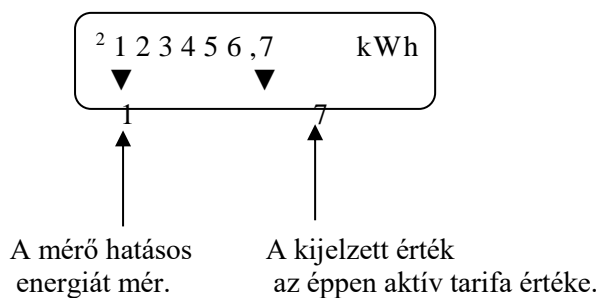 ² 1 2 3 4 5 6 ,7 kWh
1 7
A mérő hatásos
energiát mér.
A kijelzett érték
az éppen aktív tarifa értéke.